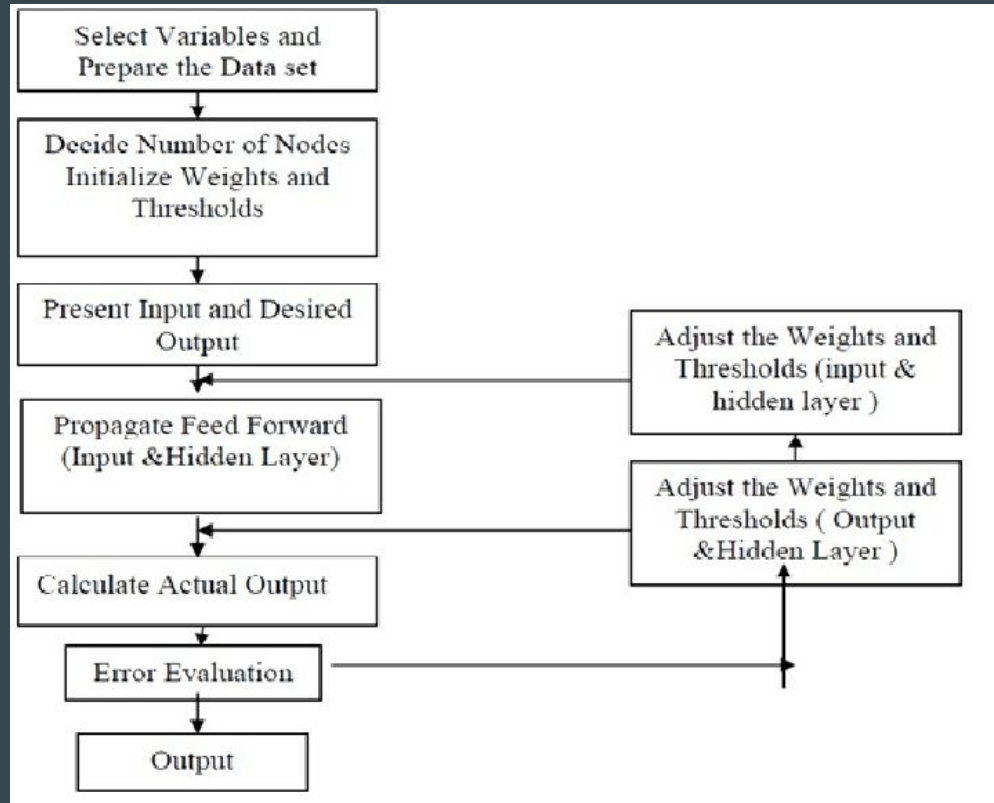 Select Variables and
Prepare the Data set
Decide Number of Nodes
Initialize Weights and
Thresholds
Present Input and Desired
Output
Propagate Feed Forward
(Input &Hidden Layer)
Calculate Actual Output
Error Evaluation
Output
Adjust the Weights and
Thresholds (input &
hidden layer )
Adjust the Weights and
Thresholds ( Output
&Hidden Layer )